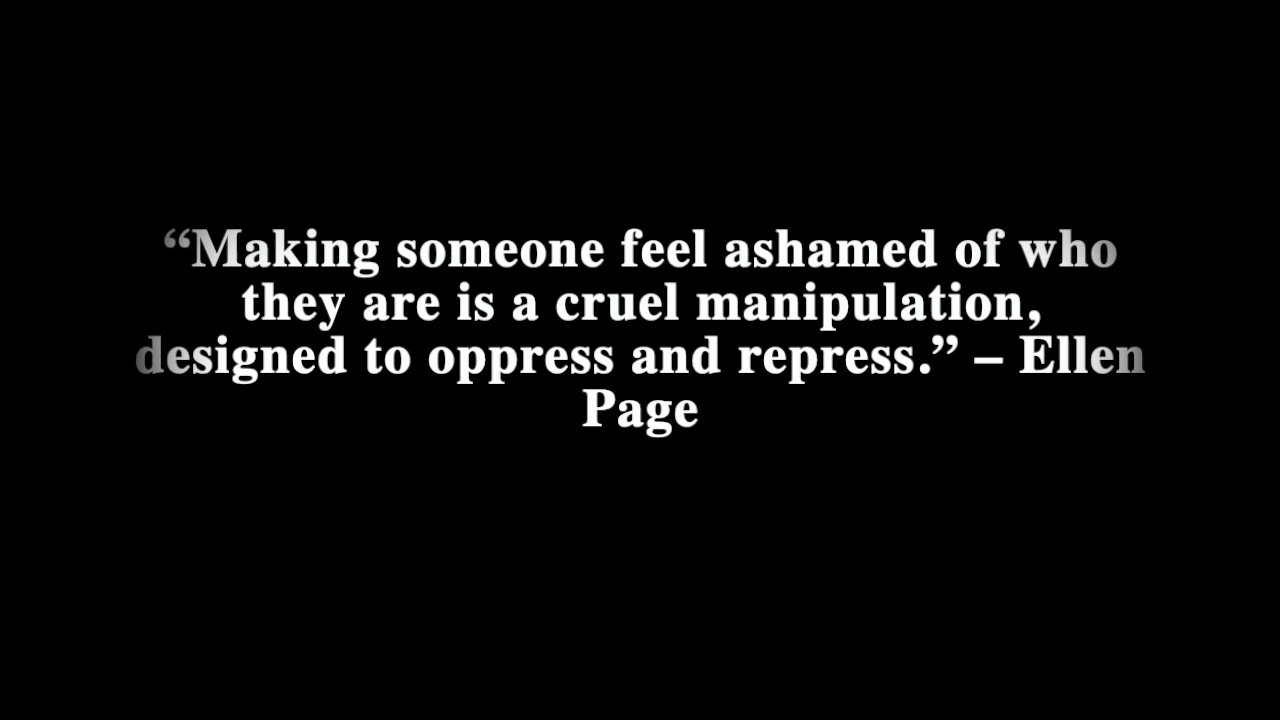 “Making someone feel ashamed of who
they are is a cruel manipulation,
designed to oppress and repress.” – Ellen
Page